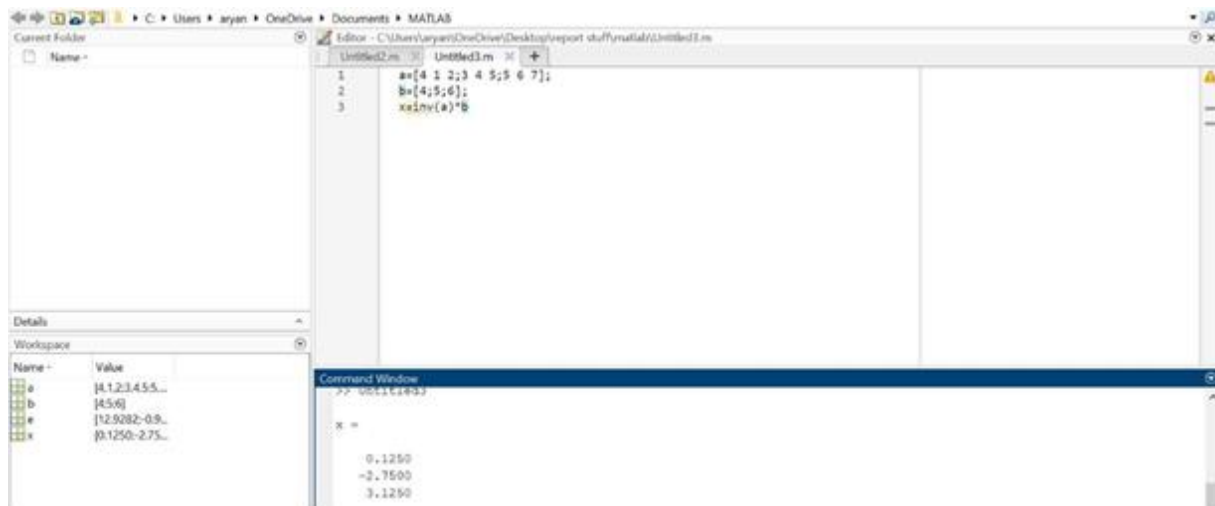 C: Users aryan OneDrive Documents MATLAB
Current Folder
Name
Details
Workspace
Name Value
a [4,1,2;3,4,5;5...
b [4;5;6]
e [12.9282;-0.9...
x [0.1250;-2.75...
Editor - C:\Users\aryan\OneDrive\Desktop\report stuff\matlab\Untitled3.m
Untitled2.m Untitled3.m +
1 a=[4 1 2;3 4 5;5 6 7];
2 b=[4;5;6];
3 x=inv(a)*b
Command Window
>> Untitled3
x =
0.1250
-2.7500
3.1250